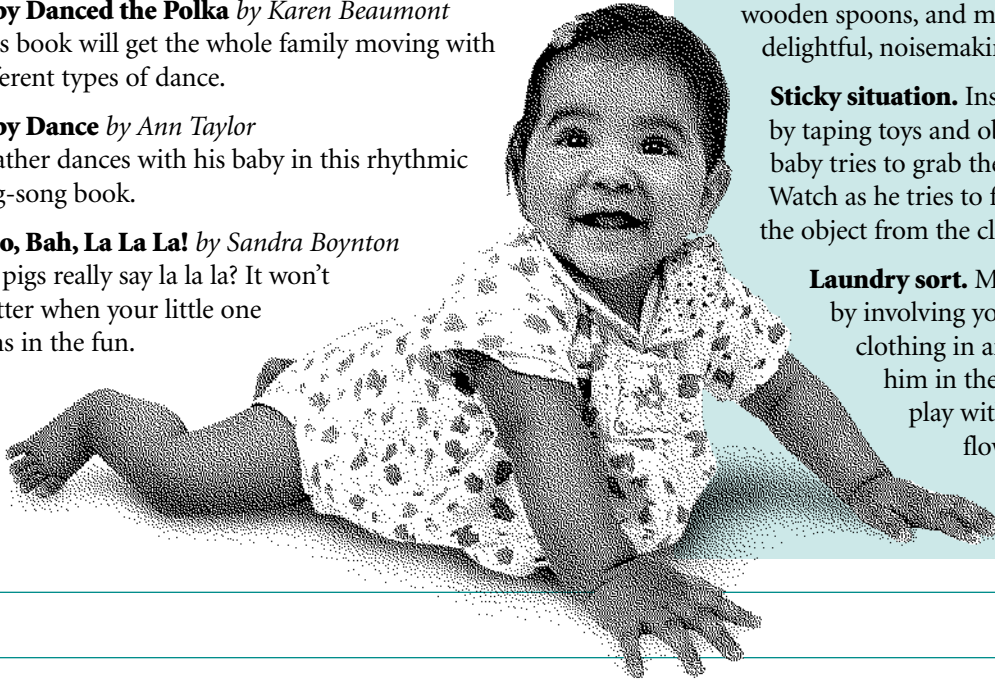 by Danced the Polka by Karen Beaumont
s book will get the whole family moving with
erent types of dance.
by Dance by Ann Taylor
ather dances with his baby in this rhythmic
g-song book.
o, Bah, La La La! by Sandra Boynton
pigs really say la la la? It won’t
tter when your little one
ns in the fun.
wooden spoons, and m
delightful, noisemakin
Sticky situation. Ins
by taping toys and ob
baby tries to grab the
Watch as he tries to f
the object from the cl
Laundry sort. M
by involving yo
clothing in a
him in the
play wit
flow